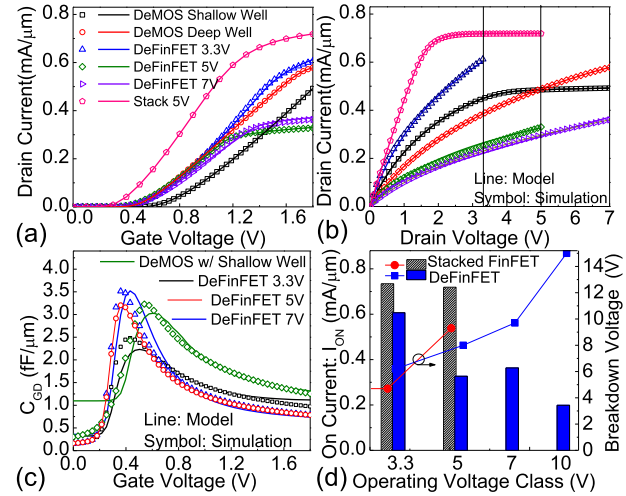 DeMOS Shallow Well
DeMOS Deep Well
DeFinFET 3.3V
DeFinFET 5V
DeFinFET 7V
Stack 5V
Drain Current(mA/μm)
0.8
0.6
0.4
0.2
0.0
0.0 0.4 0.8 1.2 1.6
Gate Voltage (V)
(a)
Drain Current(mA/μm)
0.8
0.6
0.4
0.2
0
0 1 2 3 4 5 6 7
Drain Voltage (V)
Line: Model
Symbol: Simulation
(b)
DeMOS w/ Shallow Well
DeFinFET 3.3V
DeFinFET 5V
DeFinFET 7V
C_GD (fF/μm)
4.0
3.5
3.0
2.5
2.0
1.5
1.0
0.5
0.0
0.0 0.4 0.8 1.2 1.6
Line: Model
Symbol: Simulation
Gate Voltage (V)
(c)
Stacked FinFET
DeFinFET
On Current: I_ON (mA/μm)
0.8
0.6
0.4
0.2
0.0
14
12
10
8
6
4
2
0
Breakdown Voltage (V)
3.3 5 7 10
Operating Voltage Class (V)
(d)